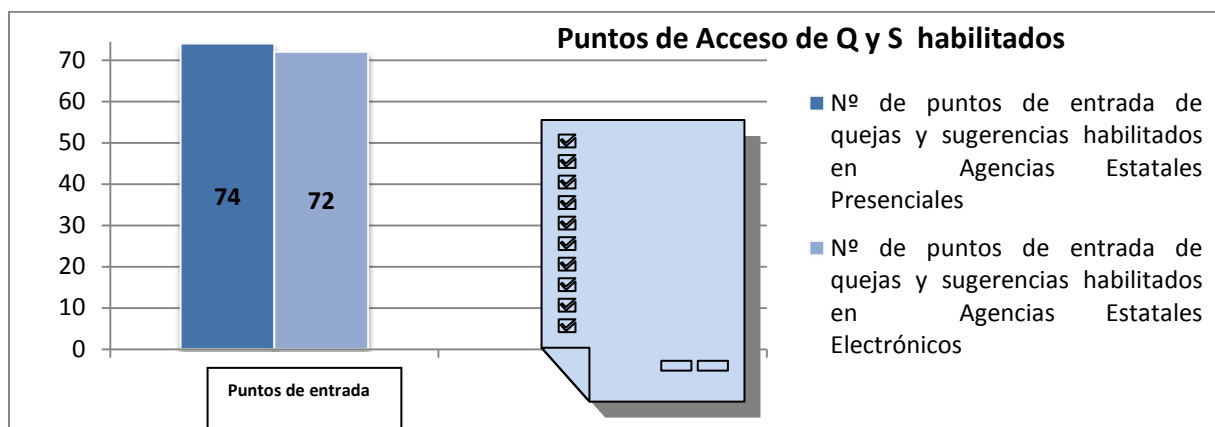 Puntos de Acceso de Q y S habilitados
70
60
50
40
30
20
10
0
74
72
Puntos de entrada
Nº de puntos de entrada de
quejas y sugerencias habilitados
en Agencias Estatales
Presenciales
Nº de puntos de entrada de
quejas y sugerencias habilitados
en Agencias Estatales
Electrónicos